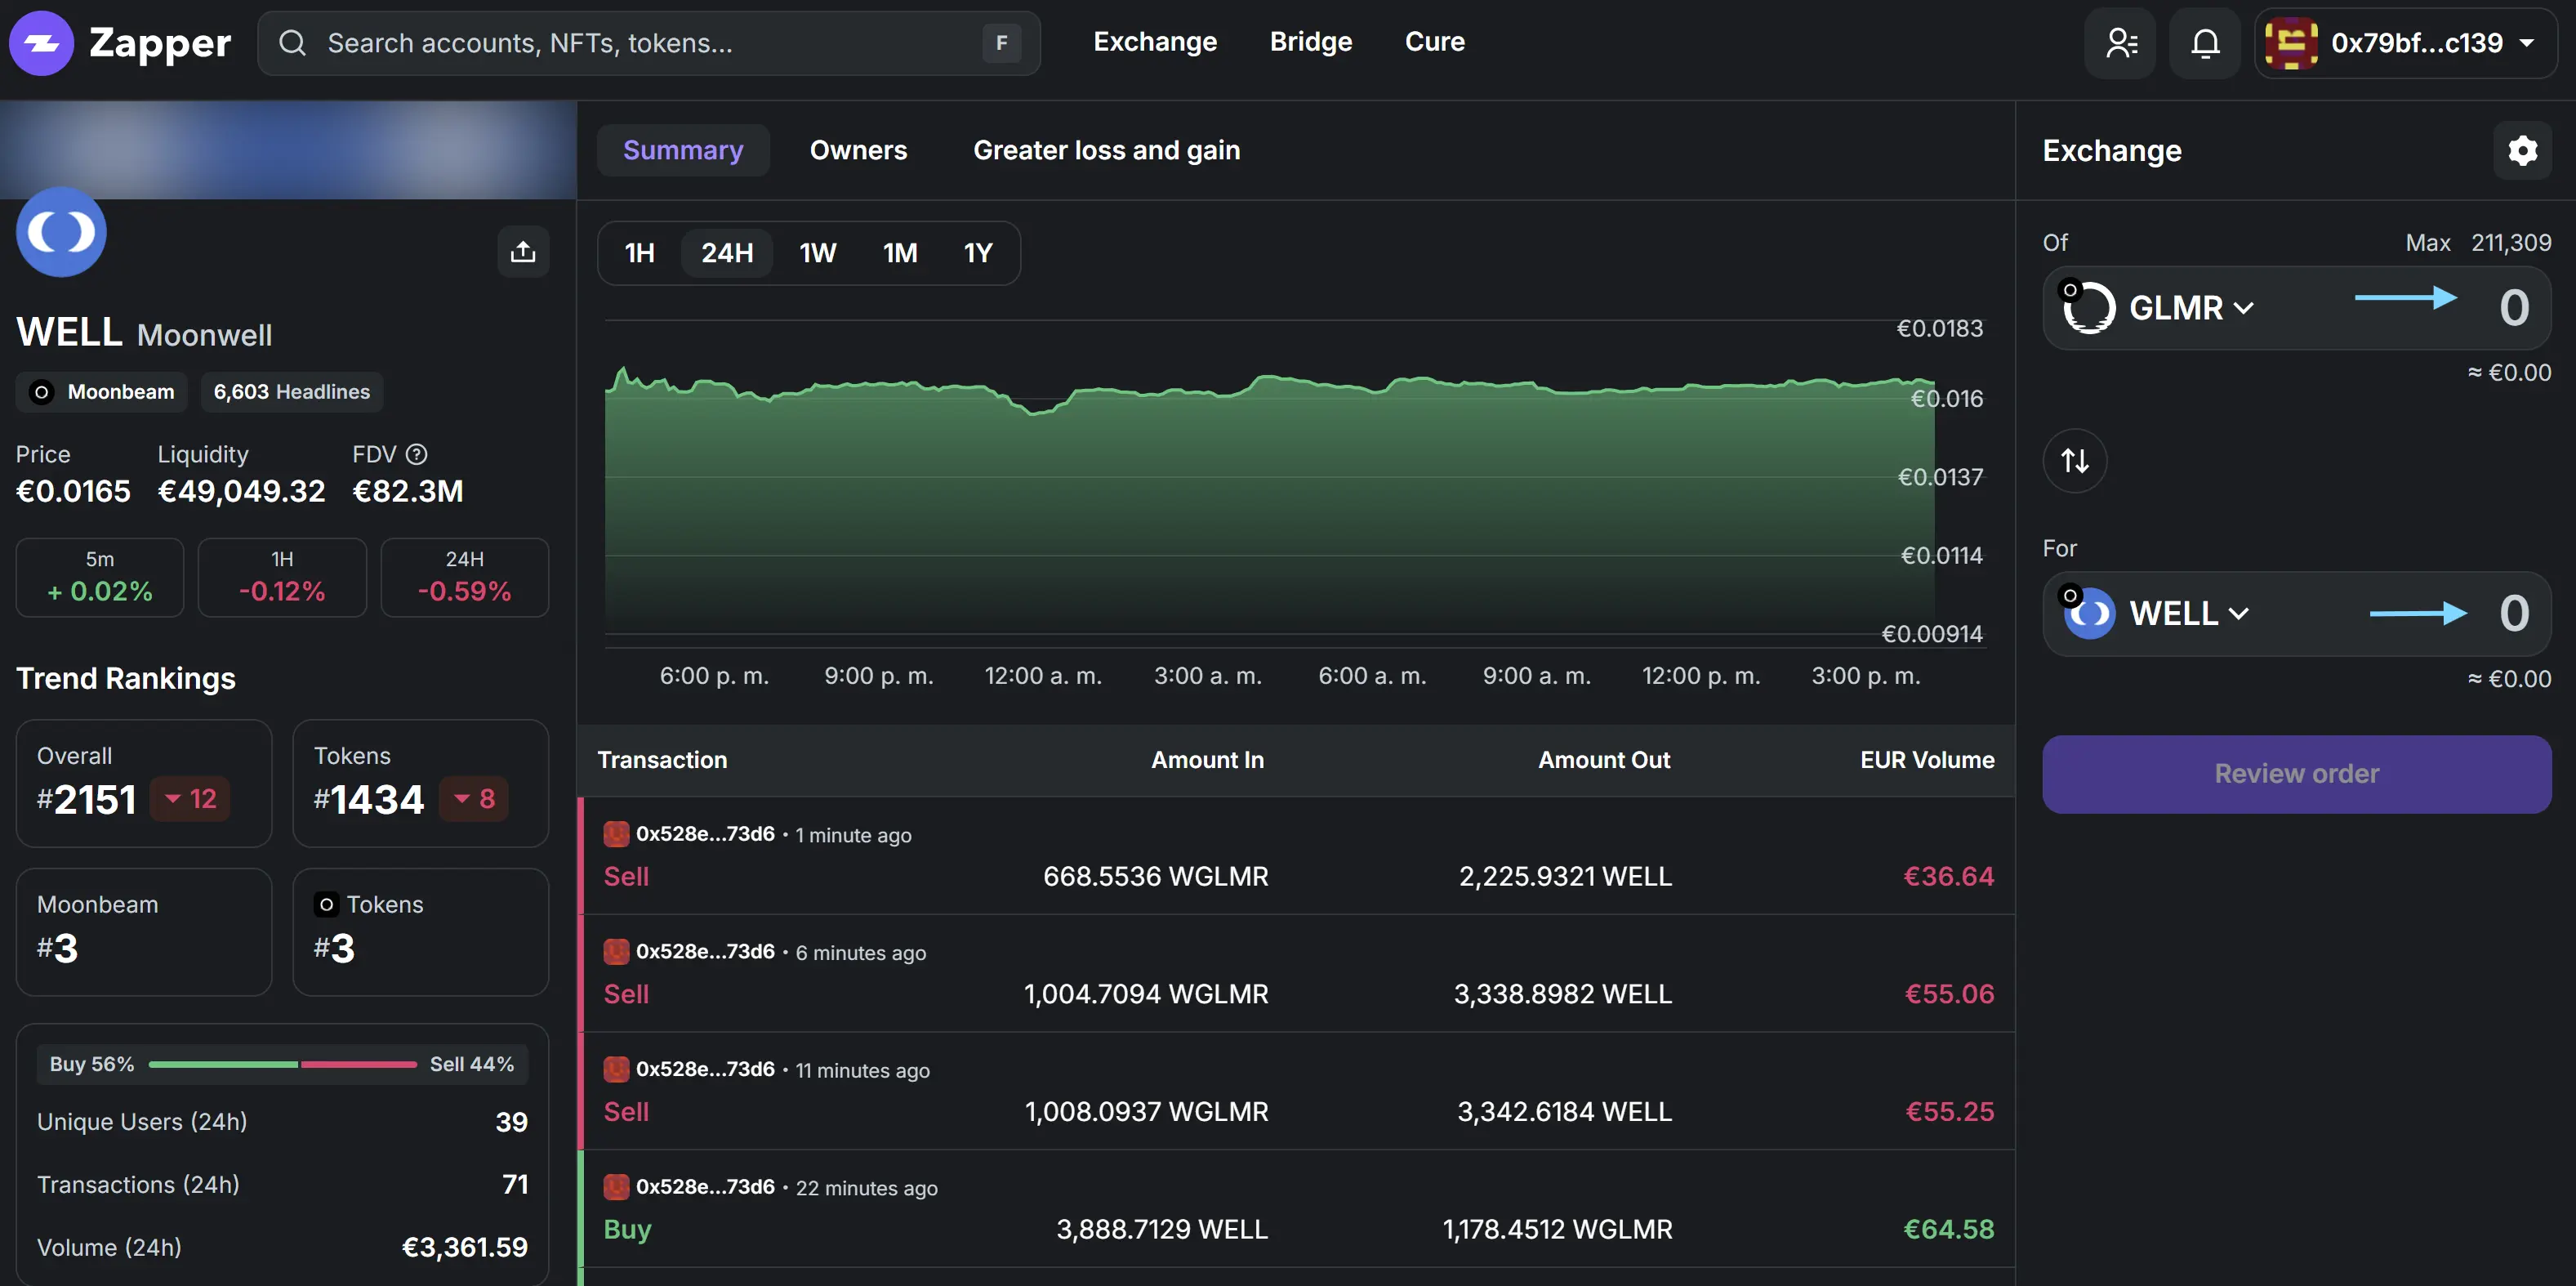 Zapper
Search accounts, NFTs, tokens...
F
Exchange
Bridge
Cure
0x79bf...c139
WELL Moonwell
Moonbeam
6,603 Headlines
Price Liquidity FDV ?
€0.0165 €49,049.32 €82.3M
5m 1H 24H
+ 0.02% -0.12% -0.59%
Trend Rankings
Overall
#2151 12
Tokens
#1434 8
Moonbeam
#3
Tokens
#3
Buy 56% Sell 44%
Unique Users (24h) 39
Transactions (24h) 71
Volume (24h) €3,361.59
Summary Owners Greater loss and gain
1H 24H 1W 1M 1Y
€0.0183
€0.016
€0.0137
€0.0114
€0.00914
6:00 p. m. 9:00 p. m. 12:00 a. m. 3:00 a. m. 6:00 a. m. 9:00 a. m. 12:00 p. m. 3:00 p. m.
Transaction Amount In Amount Out EUR Volume
0x528e...73d6 • 1 minute ago
Sell 668.5536 WGLMR 2,225.9321 WELL €36.64
0x528e...73d6 • 6 minutes ago
Sell 1,004.7094 WGLMR 3,338.8982 WELL €55.06
0x528e...73d6 • 11 minutes ago
Sell 1,008.0937 WGLMR 3,342.6184 WELL €55.25
0x528e...73d6 • 22 minutes ago
Buy 3,888.7129 WELL 1,178.4512 WGLMR €64.58
Exchange
Of Max 211,309
GLMR 0
≈ €0.00
For
WELL 0
≈ €0.00
Review order